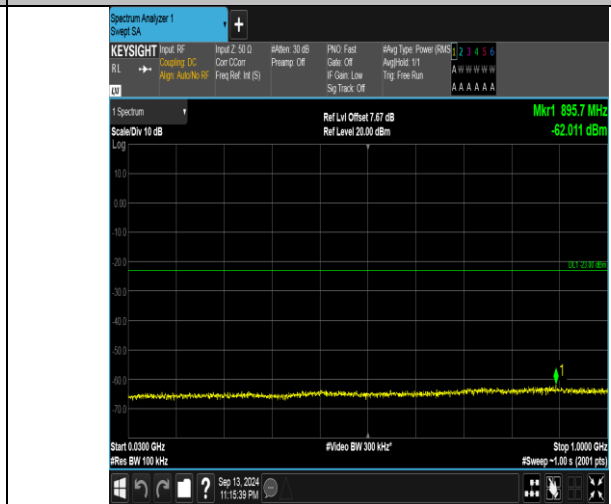 Spectrum Analyzer 1
Swept SA
+
KEYSIGHT Input: RF Input Z: 50 Ω #Atten: 30 dB PNO: Fast #Avg Type: Power (RMS 1 2 3 4 5 6
RL Coupling: DC Corr CCorr Preamp: Off Gate: Off Avg|Hold: 1/1 A W W W W W
Align: Auto/No RF Freq Ref: Int (S) IF Gain: Low Trig: Free Run
LXI Sig Track: Off A A A A A A
1 Spectrum
Ref Lvl Offset 7.67 dB Mkr1 895.7 MHz
Scale/Div 10 dB Ref Level 20.00 dBm -62.011 dBm
Log
10.0
0.00
-10.0
-20.0
DL1 -23.00 dBm
-30.0
-40.0
-50.0
-60.0
1
-70.0
Start 0.0300 GHz #Video BW 300 kHz* Stop 1.0000 GHz
#Res BW 100 kHz #Sweep ~1.00 s (2001 pts)
? Sep 13, 2024
11:15:39 PM